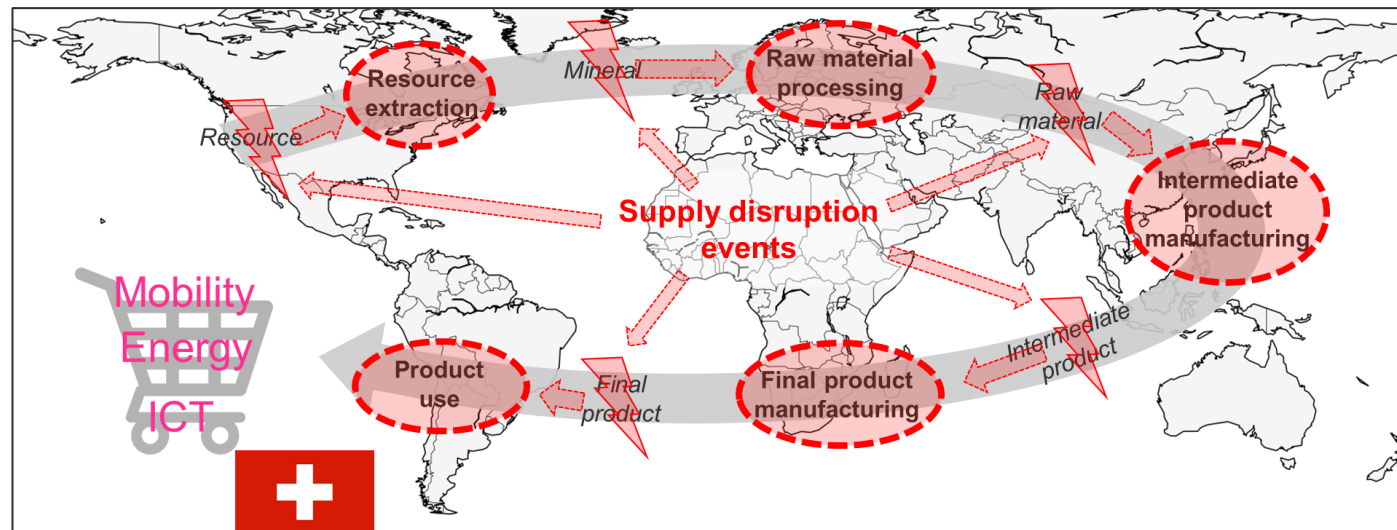 Resource
extraction
Mineral
Raw material
processing
Resource
Raw
material
Intermediate
product
manufacturing
Supply disruption
events
Mobility
Energy
ICT
Intermediate
product
Product
use
Final
product
Final product
manufacturing